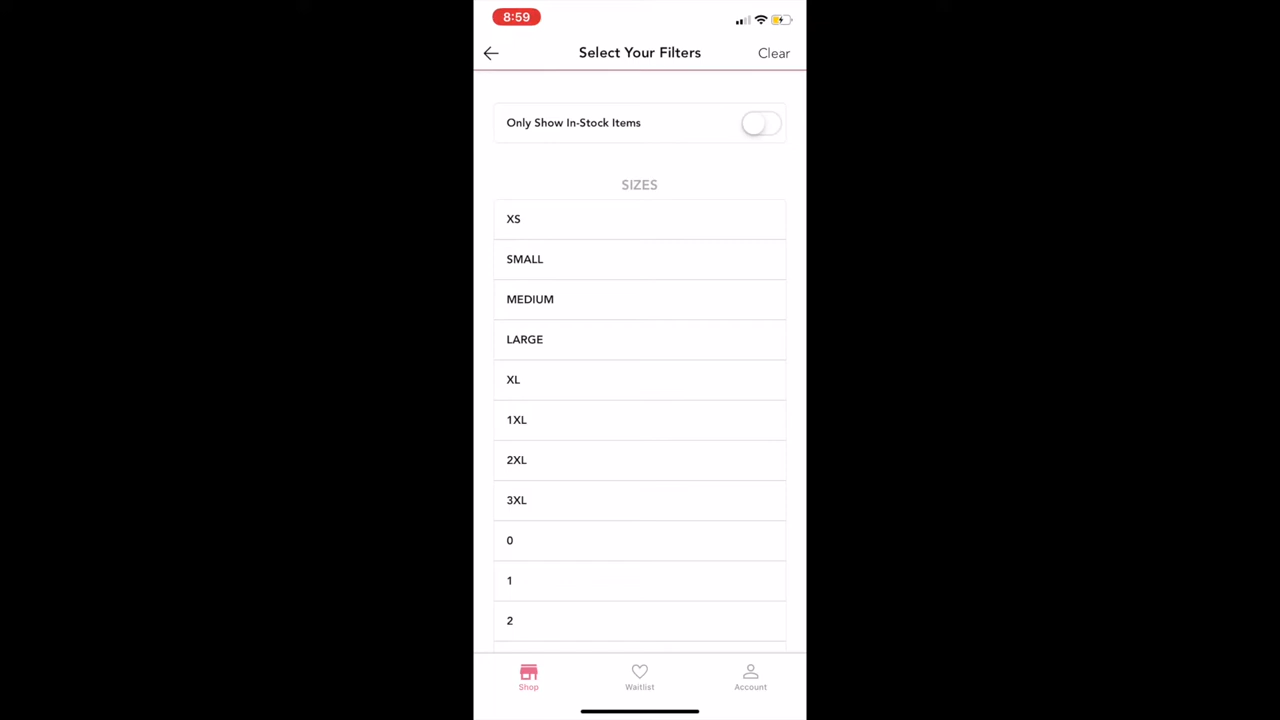 8:59
Select Your Filters
Clear
Only Show In-Stock Items
SIZES
XS
SMALL
MEDIUM
LARGE
XL
1XL
2XL
3XL
0
1
2
Shop
Waitlist
Account